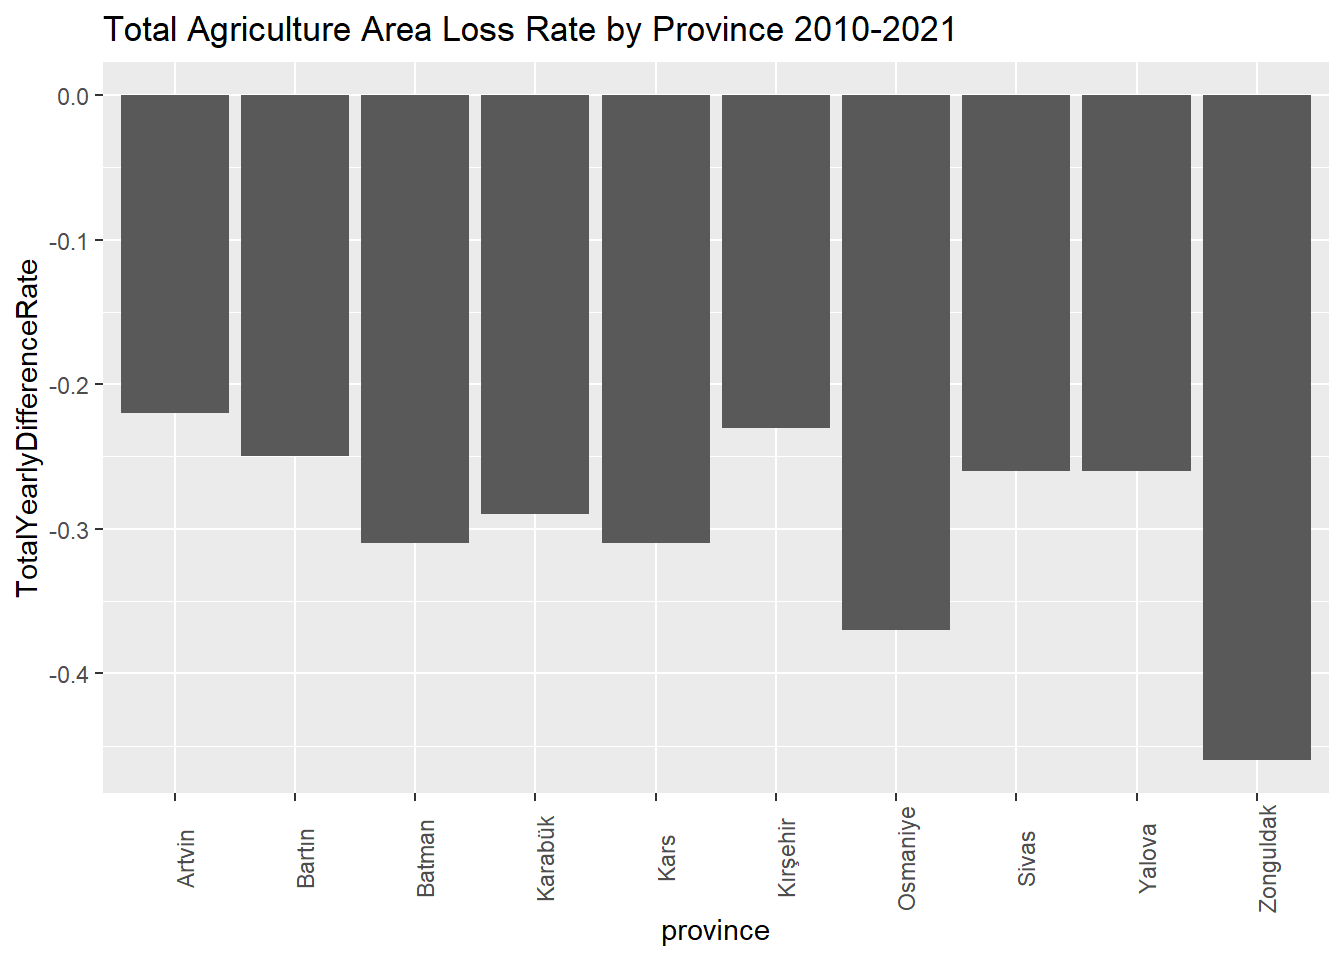 Total Agriculture Area Loss Rate by Province 2010-2021
TotalYearlyDifferenceRate
0.0
-0.1
-0.2
-0.3
-0.4
Artvin
Bartın
Batman
Karabük
Kars
Kırşehir
Osmaniye
Sivas
Yalova
Zonguldak
province